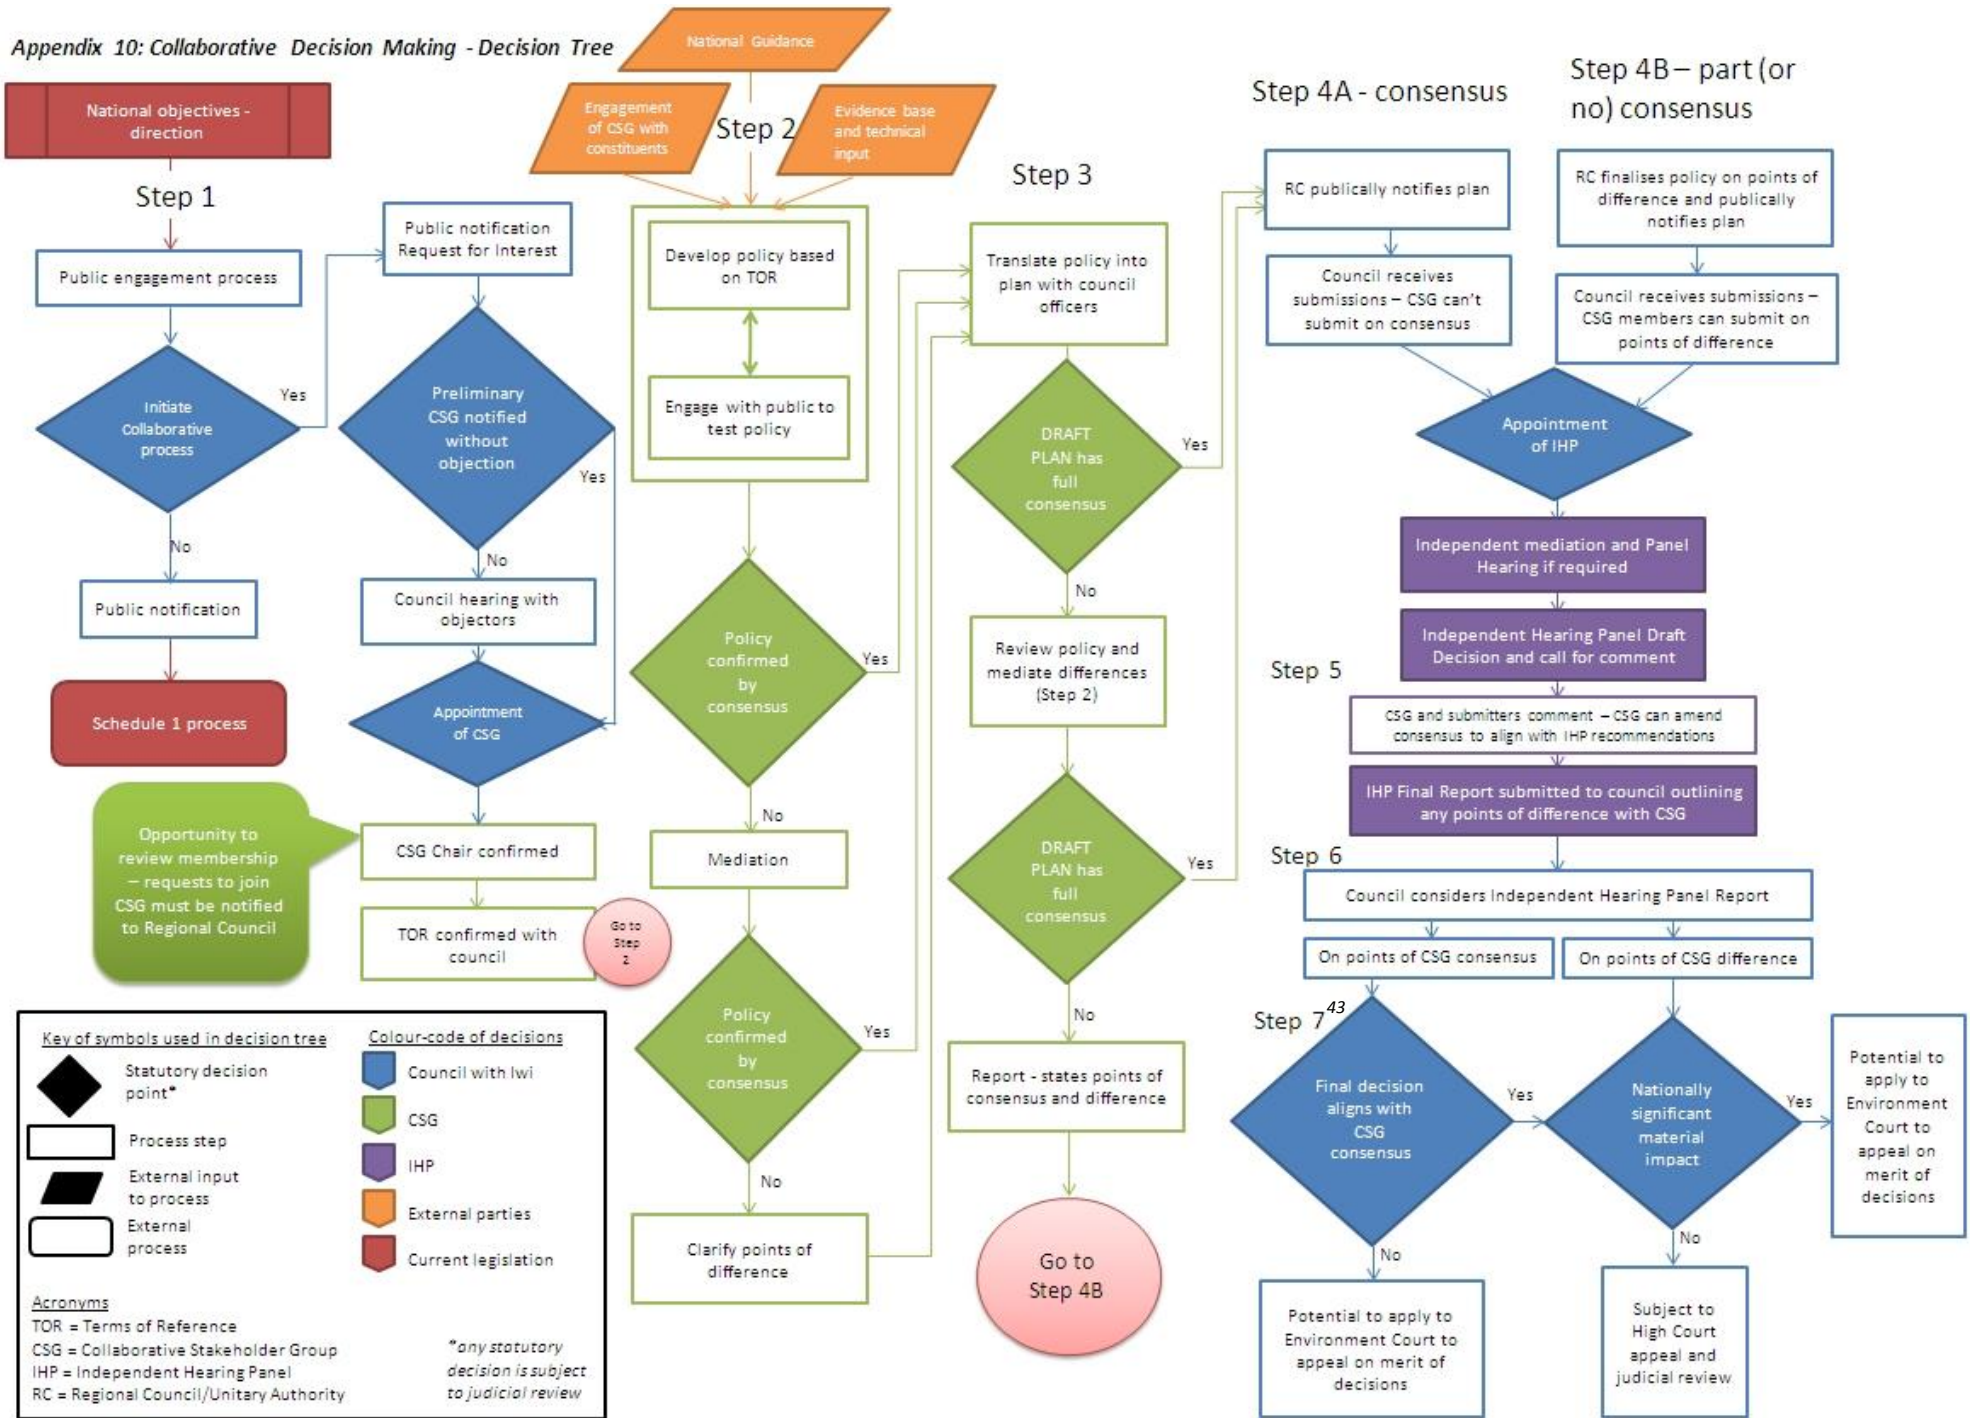 Appendix 10: Collaborative Decision Making - Decision Tree
National objectives -
direction
Step 1
Public engagement process
Initiate
Collaborative
process
Yes
No
Public notification
Schedule 1 process
Public notification
Request for Interest
Preliminary
CSG notified
without
objection
Yes
No
Council hearing with
objectors
Appointment
of CSG
Opportunity to
review membership
– requests to join
CSG must be notified
to Regional Council
CSG Chair confirmed
TOR confirmed with
council
Go to
Step
2
National Guidance
Engagement
of CSG with
constituents
Step 2
Evidence base
and technical
input
Develop policy based
on TOR
Engage with public to
test policy
Policy
confirmed
by
consensus
Yes
No
Mediation
Policy
confirmed
by
consensus
Yes
No
Clarify points of
difference
Step 3
Translate policy into
plan with council
officers
DRAFT
PLAN has
full
consensus
Yes
No
Review policy and
mediate differences
(Step 2)
DRAFT
PLAN has
full
consensus
Yes
No
Report - states points of
consensus and difference
Go to
Step 4B
Step 4A - consensus
RC publically notifies plan
Council receives
submissions – CSG can't
submit on consensus
Step 4B – part (or
no) consensus
RC finalises policy on points of
difference and publically
notifies plan
Council receives submissions –
CSG members can submit on
points of difference
Appointment
of IHP
Independent mediation and Panel
Hearing if required
Independent Hearing Panel Draft
Decision and call for comment
Step 5
CSG and submitters comment – CSG can amend
consensus to align with IHP recommendations
IHP Final Report submitted to council outlining
any points of difference with CSG
Step 6
Council considers Independent Hearing Panel Report
On points of CSG consensus
On points of CSG difference
Step 7 43
Final decision
aligns with
CSG
consensus
Yes
No
Nationally
significant
material
impact
Yes
No
Potential to
apply to
Environment
Court to
appeal on
merit of
decisions
Potential to apply to
Environment Court to
appeal on merit of
decisions
Subject to
High Court
appeal and
judicial review
Key of symbols used in decision tree
Statutory decision
point*
Process step
External input
to process
External
process
Colour-code of decisions
Council with Iwi
CSG
IHP
External parties
Current legislation
Acronyms
TOR = Terms of Reference
CSG = Collaborative Stakeholder Group
IHP = Independent Hearing Panel
RC = Regional Council/Unitary Authority
*any statutory
decision is subject
to judicial review